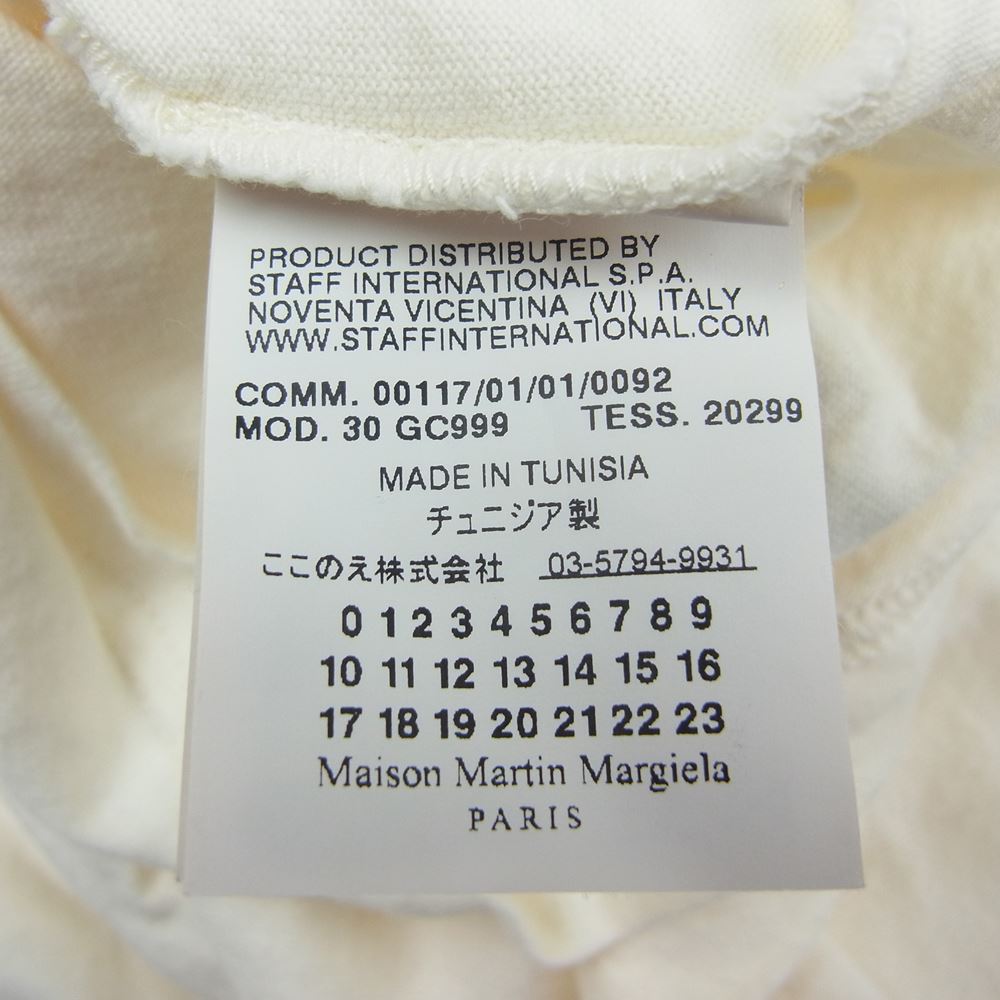 PRODUCT DISTRIBUTED BY
STAFF INTERNATIONAL S.P.A.
NOVENTA VICENTINA (VI) ITALY
WWW.STAFFINTERNATIONAL.COM
COMM. 00117/01/01/0092
MOD. 30 GC999 TESS. 20299
MADE IN TUNISIA
チュニジア製
ここのえ株式会社 03-5794-9931
0 1 2 3 4 5 6 7 8 9
10 11 12 13 14 15 16
17 18 19 20 21 22 23
Maison Martin Margiela
PARIS